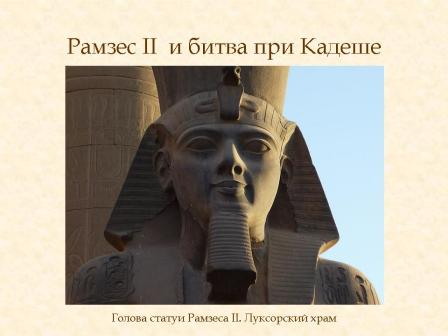 Рамзес II и битва при Кадеше
Голова статуи Рамзеса II. Луксорский храм